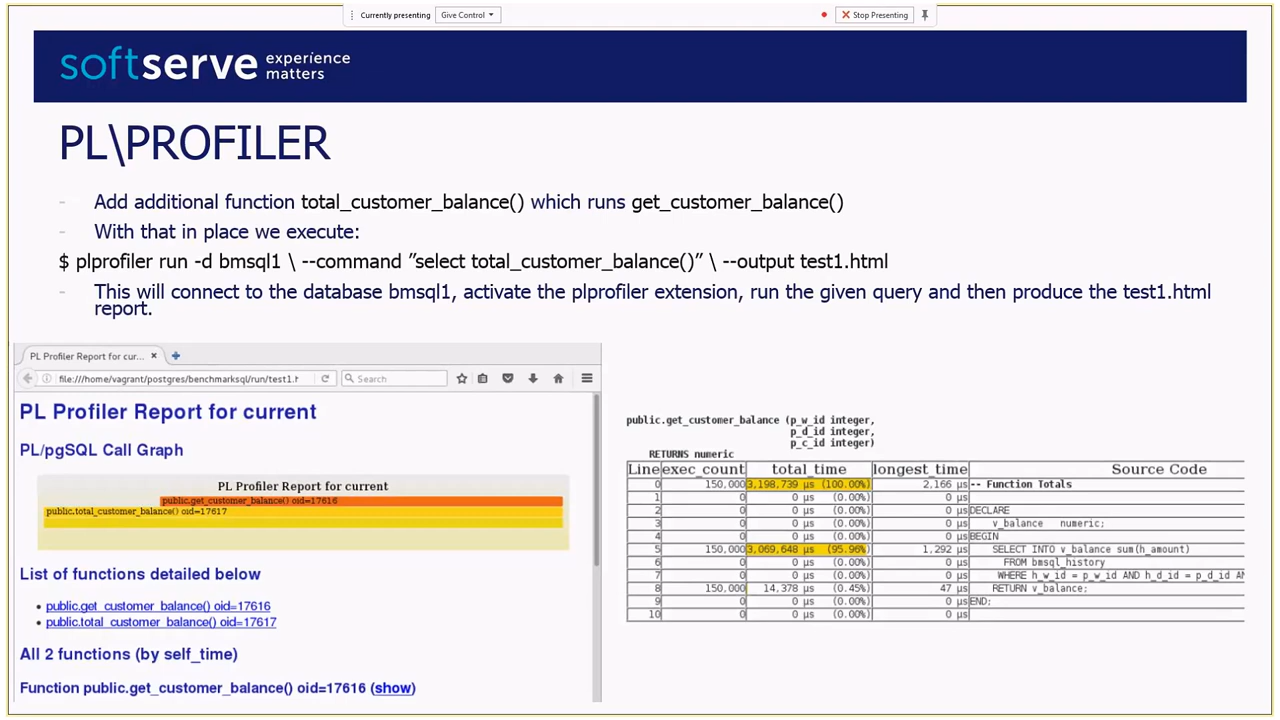 Currently presenting
Give Control
Stop Presenting
softserve experience matters
PL\PROFILER
- Add additional function total_customer_balance() which runs get_customer_balance()
- With that in place we execute:
$ plprofiler run -d bmsql1 \ --command ”select total_customer_balance()” \ --output test1.html
- This will connect to the database bmsql1, activate the plprofiler extension, run the given query and then produce the test1.html
report.
PL Profiler Report for cur... ×
file:///home/vagrant/postgres/benchmarksql/run/test1.h
Search
PL Profiler Report for current
PL/pgSQL Call Graph
PL Profiler Report for current
public.get_customer_balance() oid=17616
public.total_customer_balance() oid=17617
List of functions detailed below
• public.get_customer_balance() oid=17616
• public.total_customer_balance() oid=17617
All 2 functions (by self_time)
Function public.get_customer_balance() oid=17616 (show)
public.get_customer_balance (p_w_id integer,
p_d_id integer,
p_c_id integer)
RETURNS numeric
Line exec_count total_time longest_time Source Code
0 150,000 3,198,739 µs (100.00%) 2,166 µs -- Function Totals
1 0 0 µs (0.00%) 0 µs
2 0 0 µs (0.00%) 0 µs DECLARE
3 0 0 µs (0.00%) 0 µs v_balance numeric;
4 0 0 µs (0.00%) 0 µs BEGIN
5 150,000 3,069,648 µs (95.96%) 1,292 µs SELECT INTO v_balance sum(h_amount)
6 0 0 µs (0.00%) 0 µs FROM bmsql_history
7 0 0 µs (0.00%) 0 µs WHERE h_w_id = p_w_id AND h_d_id = p_d_id AN
8 150,000 14,378 µs (0.45%) 47 µs RETURN v_balance;
9 0 0 µs (0.00%) 0 µs END;
10 0 0 µs (0.00%) 0 µs